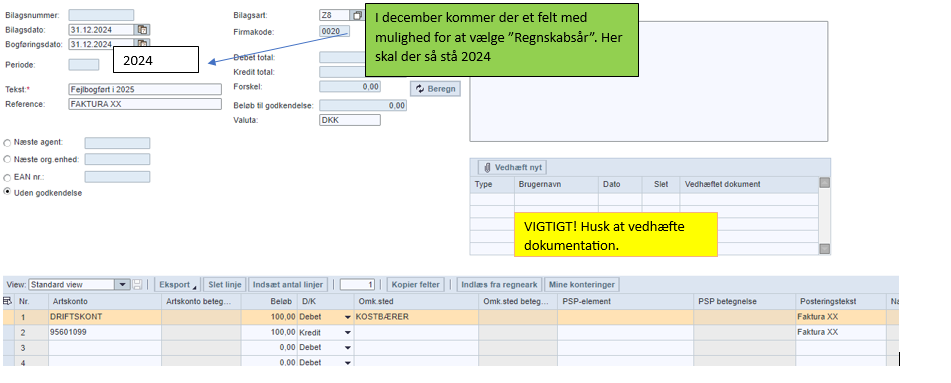 Bilagsnummer:
Bilagsdato: 31.12.2024
Bogføringsdato: 31.12.2024
Periode:
2024
Tekst:* Fejlbogført i 2025
Reference: FAKTURA XX
Bilagsart: Z8
Firmakode: 0020
Debet total:
Kredit total:
Forskel: 0,00
Beregn
Beløb til godkendelse: 0,00
Valuta: DKK
I december kommer der et felt med
mulighed for at vælge ”Regnskabsår”. Her
skal der så stå 2024
Næste agent:
Næste org.enhed:
EAN nr.:
Uden godkendelse
Vedhæft nyt
Type Brugernavn Dato Slet Vedhæftet dokument
VIGTIGT! Husk at vedhæfte
dokumentation.
View: Standard view Eksport Slet linje Indsæt antal linjer 1 Kopier felter Indlæs fra regneark Mine konteringer
Nr. Artskonto Artskonto beteg... Beløb D/K Omk.sted Omk.sted beteg... PSP-element PSP betegnelse Posteringstekst Na
1 DRIFTSKONT 100,00 Debet KOSTBÆRER Faktura XX
2 95601099 100,00 Kredit Faktura XX
3 0,00 Debet
4 0,00 Debet